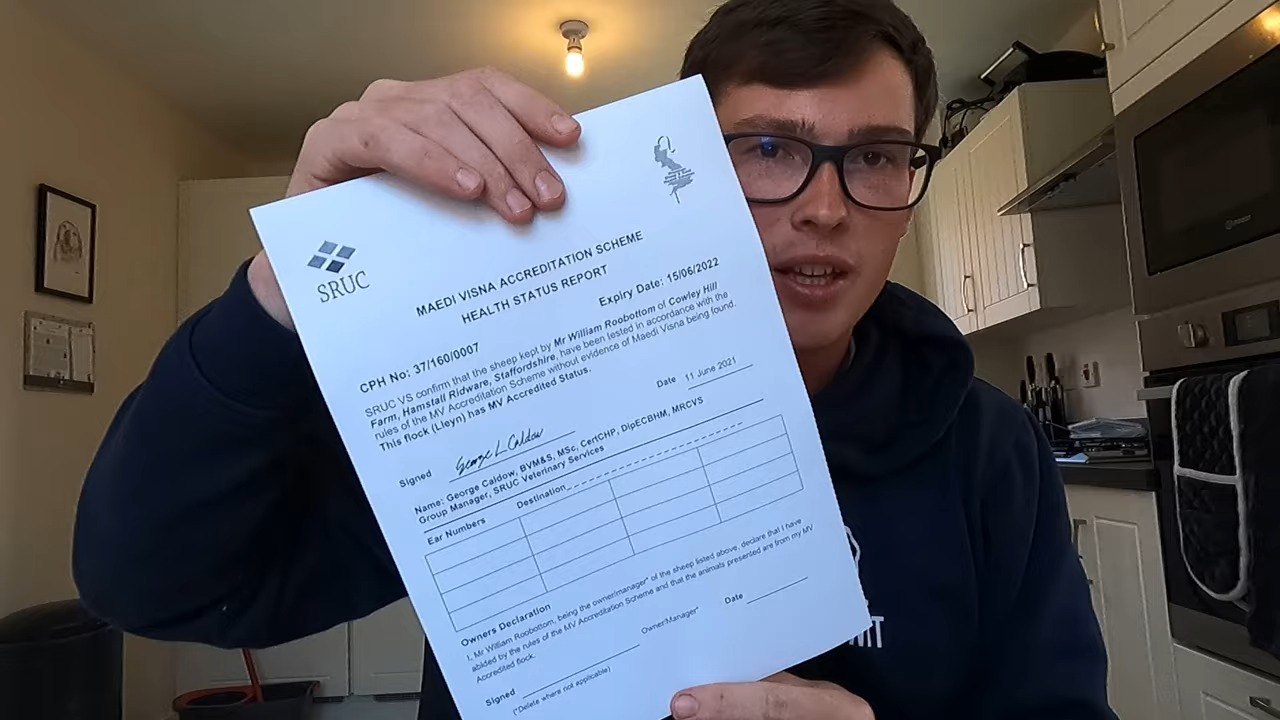 SRUC
MAEDI VISNA ACCREDITATION SCHEME
HEALTH STATUS REPORT
Expiry Date: 15/06/2022
CPH No: 37/160/0007
SRUC VS confirm that the sheep kept by Mr William Roobottom of Cowley Hill
Farm, Hamstall Ridware, Staffordshire, have been tested in accordance with the
rules of the MV Accreditation Scheme without evidence of Maedi Visna being found.
This flock (Lleyn) has MV Accredited Status.
Date 11 June 2021
Signed George L Caldow
Name: George Caldow, BVM&S, MSc, CertCHP, DipECBHM, MRCVS
Group Manager, SRUC Veterinary Services
Ear Numbers Destination
Owners Declaration
I, Mr William Roobottom, being the owner/manager* of the sheep listed above, declare that I have
abided by the rules of the MV Accreditation Scheme and that the animals presented are from my MV
Accredited flock.
Signed Owner/Manager* Date
(*Delete where not applicable)